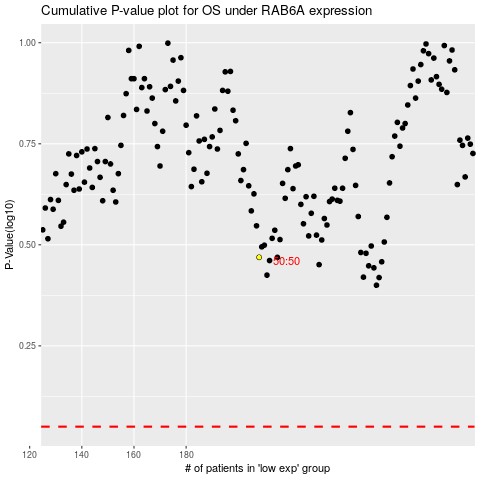 Cumulative P-value plot for OS under RAB6A expression
P-Value(log10)
1.00
0.75
0.50
0.25
50:50
120 140 160 180
# of patients in 'low exp' group